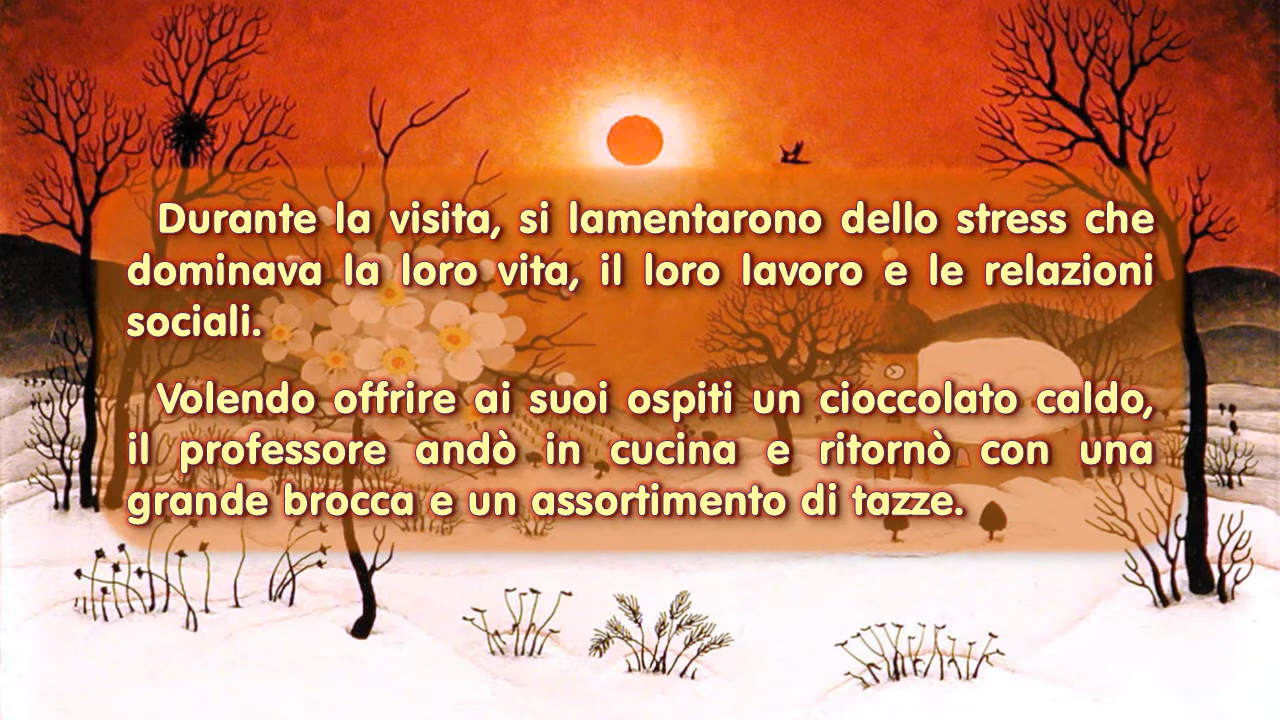 Durante la visita, si lamentarono dello stress che
dominava la loro vita, il loro lavoro e le relazioni
sociali.
Volendo offrire ai suoi ospiti un cioccolato caldo,
il professore andò in cucina e ritornò con una
grande brocca e un assortimento di tazze.